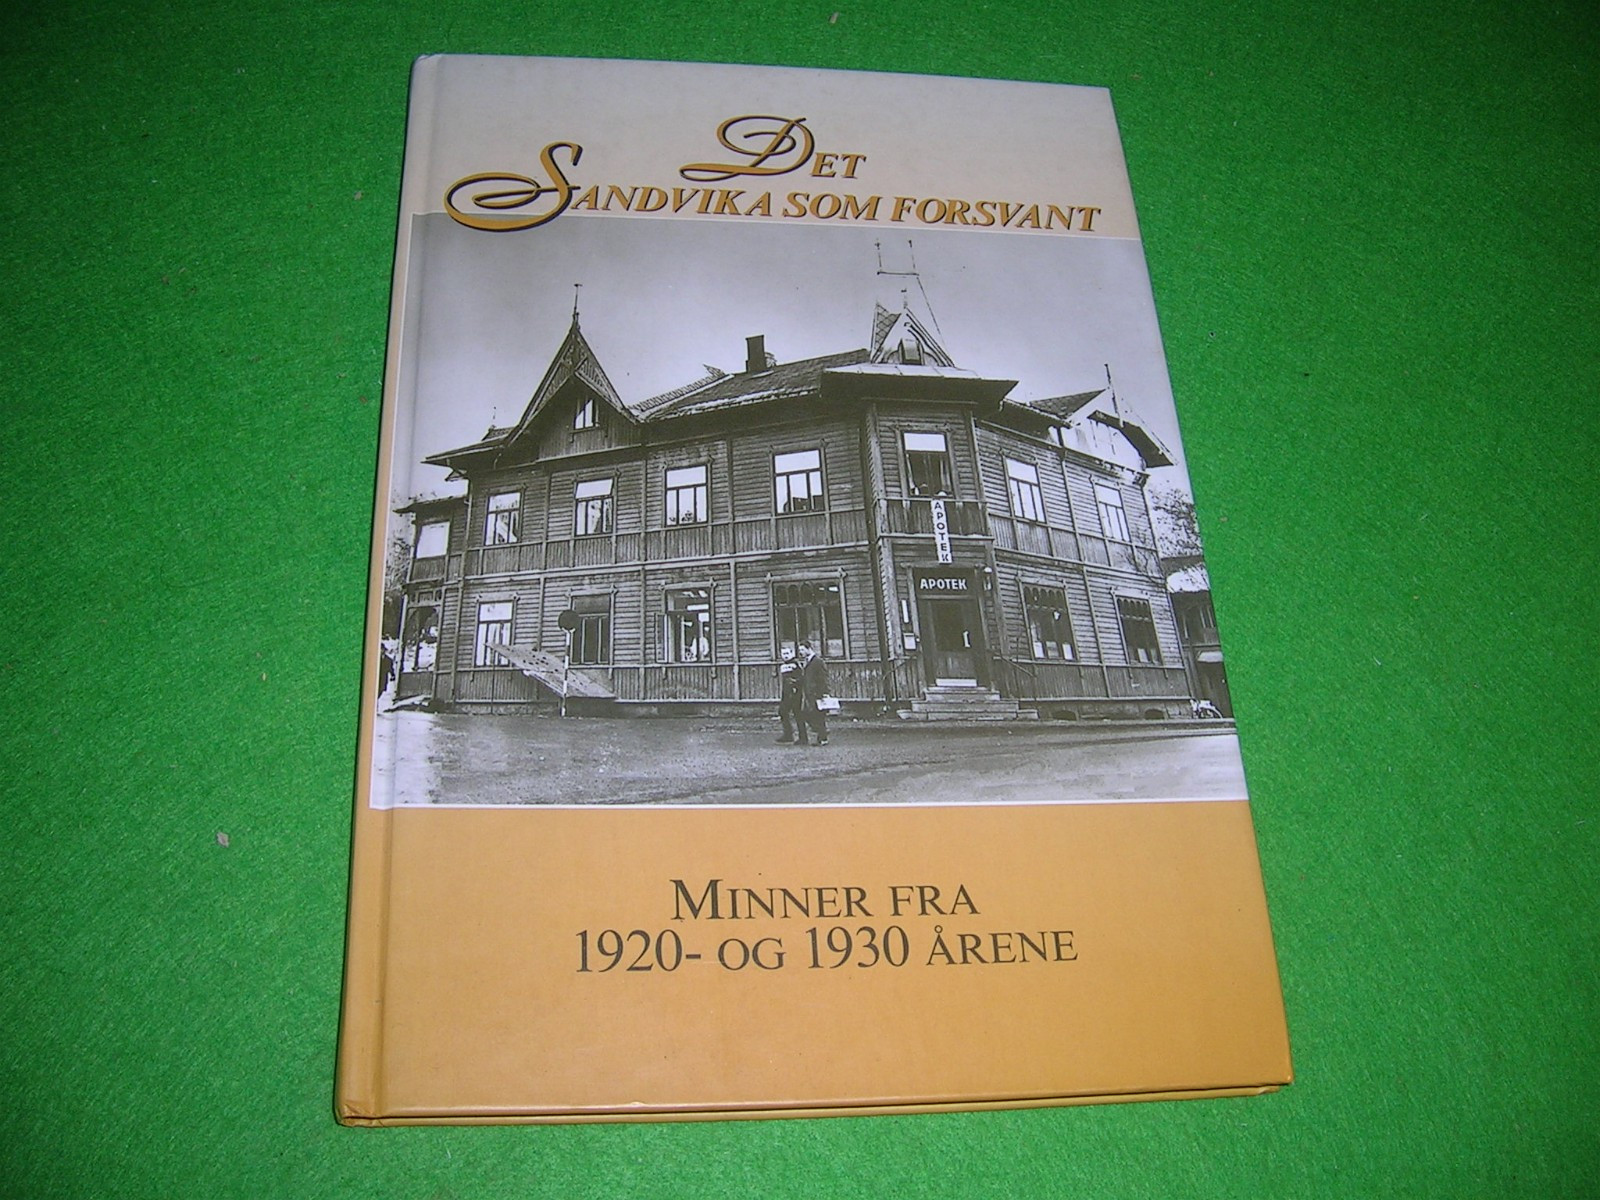 DET
SANDVIKA SOM FORSVANT
APOTEK
APOTEK
MINNER FRA
1920- OG 1930 ÅRENE